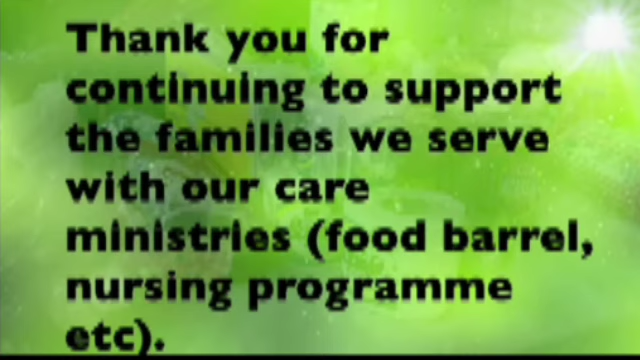 Thank you for
continuing to support
the families we serve
with our care
ministries (food barrel,
nursing programme
etc).